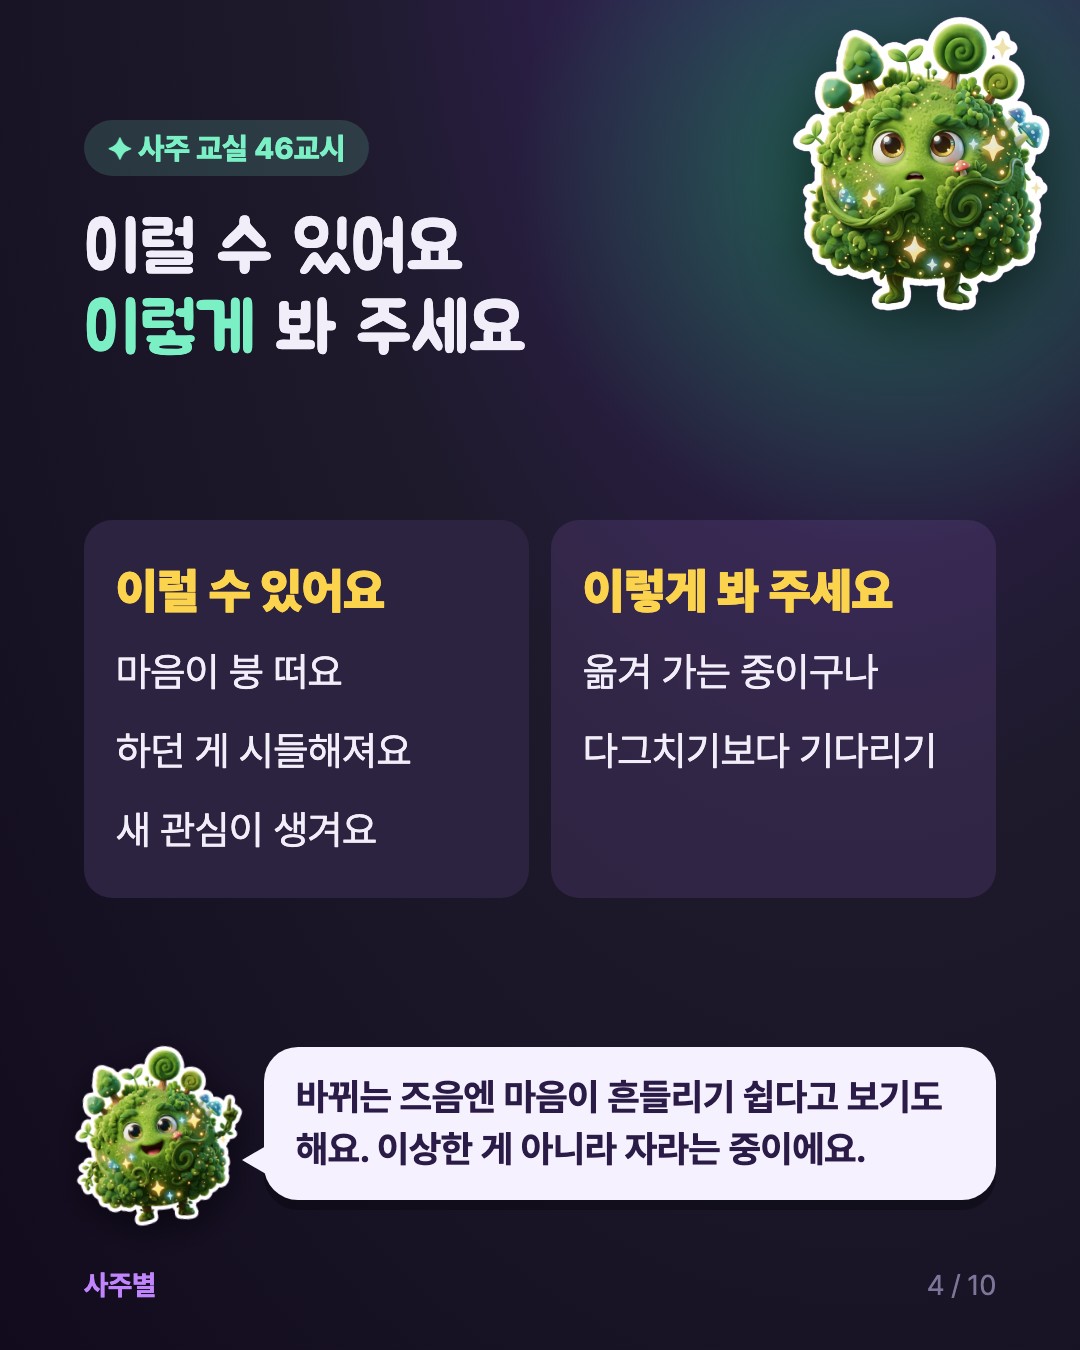 ✦ 사주 교실 46교시
이럴 수 있어요
이렇게 봐 주세요
이럴 수 있어요
마음이 붕 떠요
하던 게 시들해져요
새 관심이 생겨요
이렇게 봐 주세요
옮겨 가는 중이구나
다그치기보다 기다리기
바뀌는 즈음엔 마음이 흔들리기 쉽다고 보기도
해요. 이상한 게 아니라 자라는 중이에요.
사주별
4 / 10